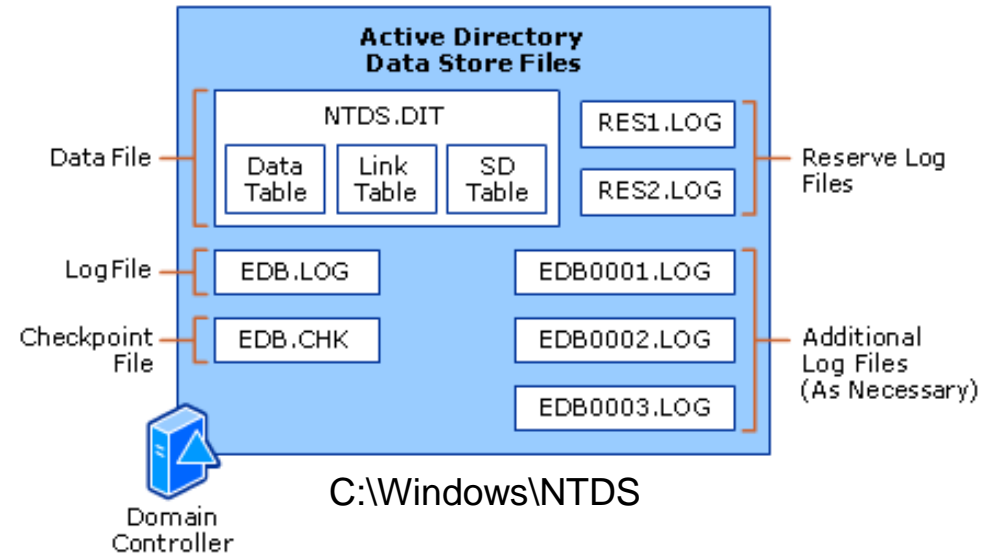 Active Directory
Data Store Files
NTDS.DIT
Data
Table
Link
Table
SD
Table
RES1.LOG
RES2.LOG
Data File
Reserve Log
Files
Log File
EDB.LOG
EDB0001.LOG
Checkpoint
File
EDB.CHK
EDB0002.LOG
Additional
Log Files
(As Necessary)
EDB0003.LOG
C:\Windows\NTDS
Domain
Controller